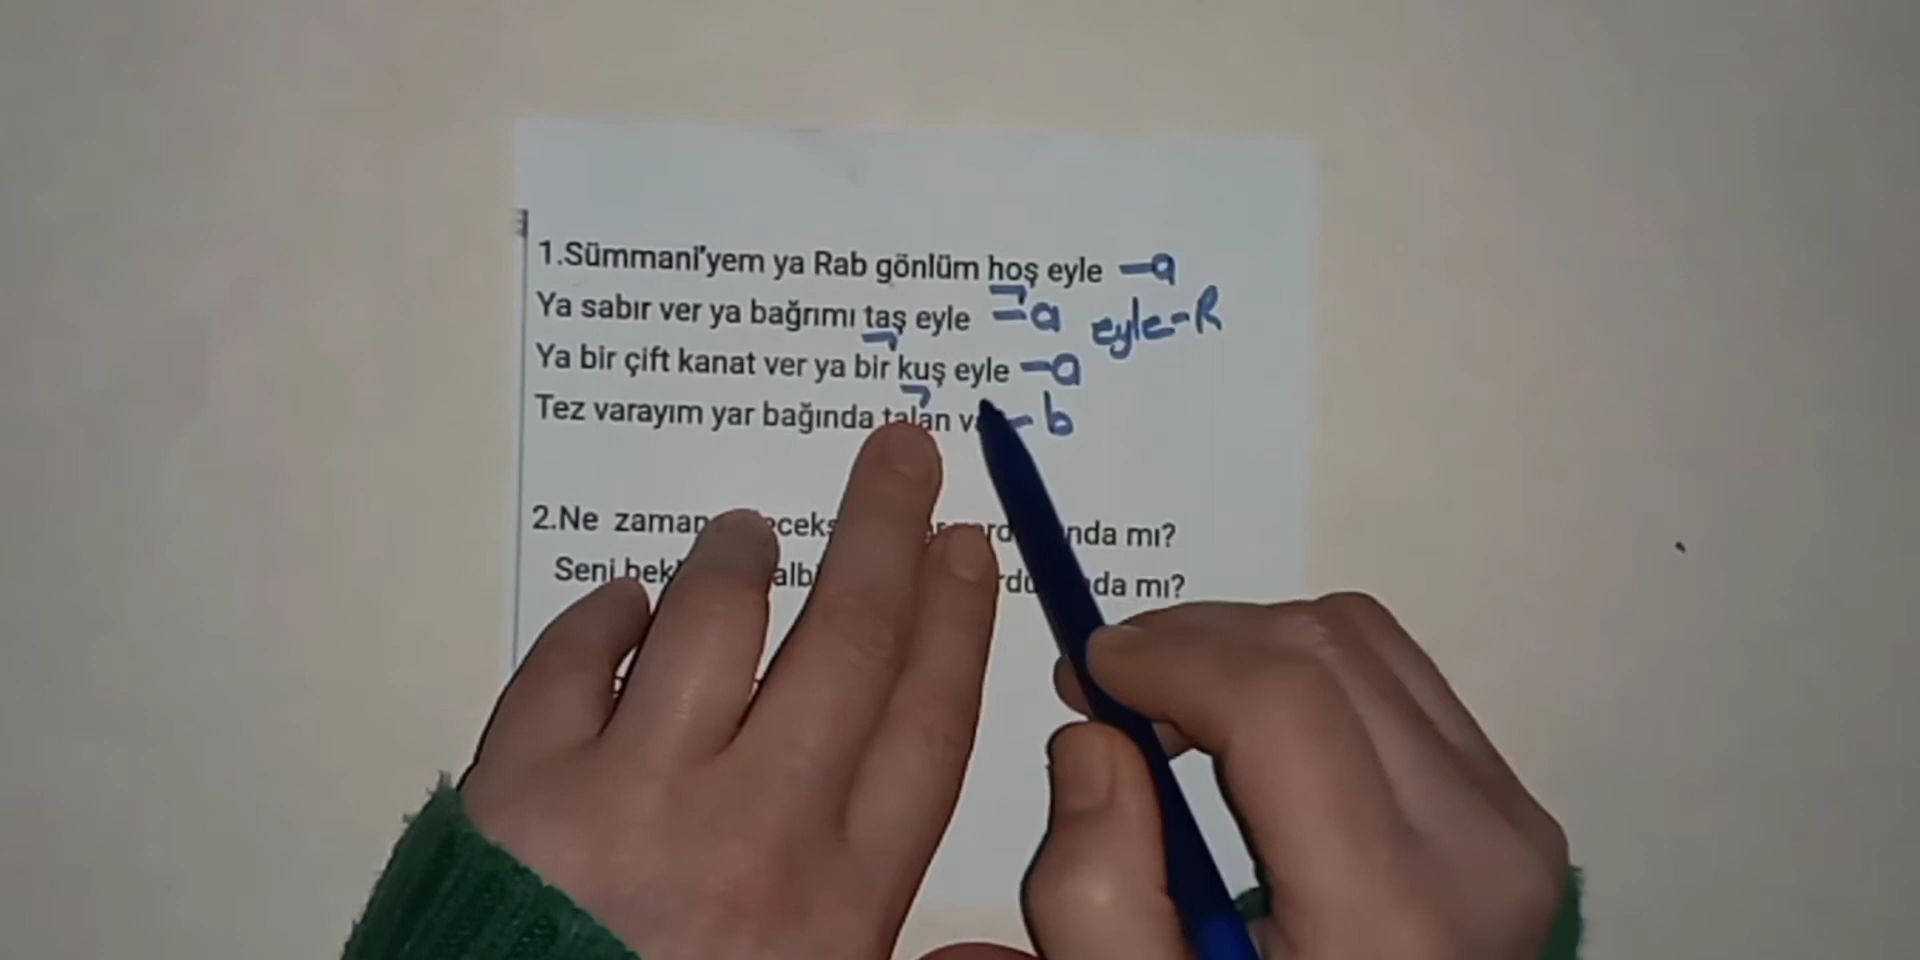 1.Sümmani'yem ya Rab gönlüm hoş eyle –a
Ya sabır ver ya bağrımı taş eyle –a eyle-R
Ya bir çift kanat ver ya bir kuş eyle –a
Tez varayım yar bağında talan –b
2.Ne zaman nda mı?
Seni da mı?